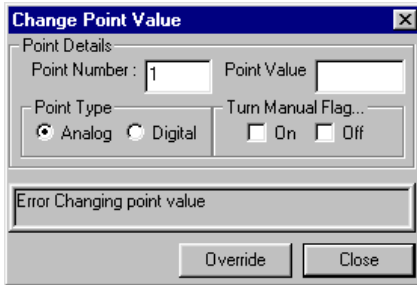 Change Point Value
Point Details
Point Number : 1 Point Value
Point Type Turn Manual Flag...
Analog Digital On Off
Error Changing point value
Override Close